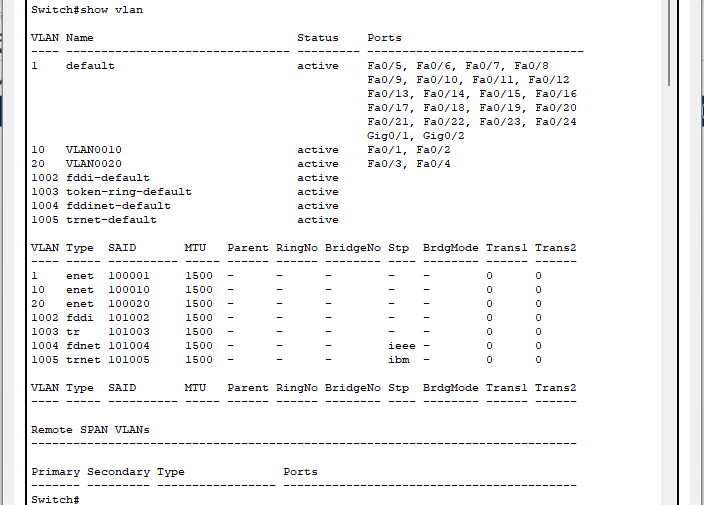 Switch#show vlan
VLAN Name                             Status    Ports
---- -------------------------------- --------- -------------------------------
1    default                          active    Fa0/5, Fa0/6, Fa0/7, Fa0/8
                                                Fa0/9, Fa0/10, Fa0/11, Fa0/12
                                                Fa0/13, Fa0/14, Fa0/15, Fa0/16
                                                Fa0/17, Fa0/18, Fa0/19, Fa0/20
                                                Fa0/21, Fa0/22, Fa0/23, Fa0/24
                                                Gig0/1, Gig0/2
10   VLAN0010                         active    Fa0/1, Fa0/2
20   VLAN0020                         active    Fa0/3, Fa0/4
1002 fddi-default                     active
1003 token-ring-default               active
1004 fddinet-default                  active
1005 trnet-default                    active
VLAN Type  SAID       MTU   Parent RingNo BridgeNo Stp  BrdgMode Trans1 Trans2
---- ----- ---------- ----- ------ ------ -------- ---- -------- ------ ------
1    enet  100001     1500  -      -      -        -    -        0      0
10   enet  100010     1500  -      -      -        -    -        0      0
20   enet  100020     1500  -      -      -        -    -        0      0
1002 fddi  101002     1500  -      -      -        -    -        0      0
1003 tr    101003     1500  -      -      -        -    -        0      0
1004 fdnet 101004     1500  -      -      -        ieee -        0      0
1005 trnet 101005     1500  -      -      -        ibm  -        0      0
VLAN Type  SAID       MTU   Parent RingNo BridgeNo Stp  BrdgMode Trans1 Trans2
---- ----- ---------- ----- ------ ------ -------- ---- -------- ------ ------
Remote SPAN VLANs
------------------------------------------------------------------------------
Primary Secondary Type              Ports
------- --------- ----------------- ------------------------------------------
Switch#